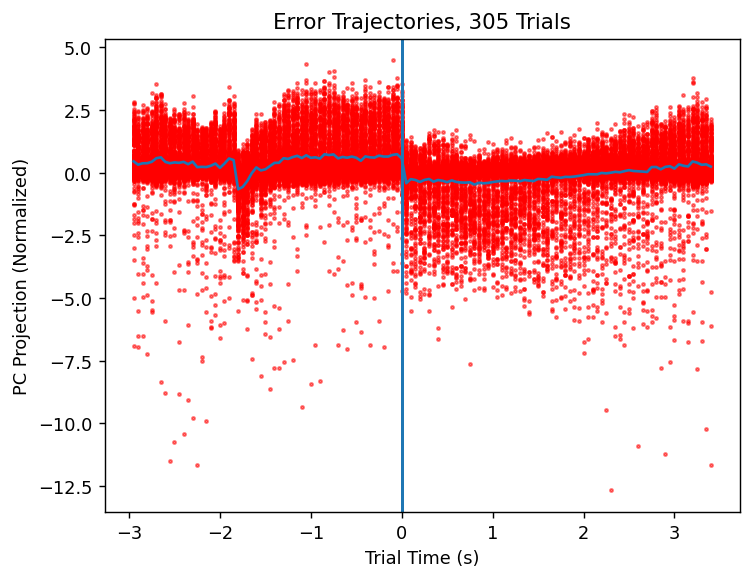 Error Trajectories, 305 Trials
PC Projection (Normalized)
5.0
2.5
0.0
−2.5
−5.0
−7.5
−10.0
−12.5
−3 −2 −1 0 1 2 3
Trial Time (s)